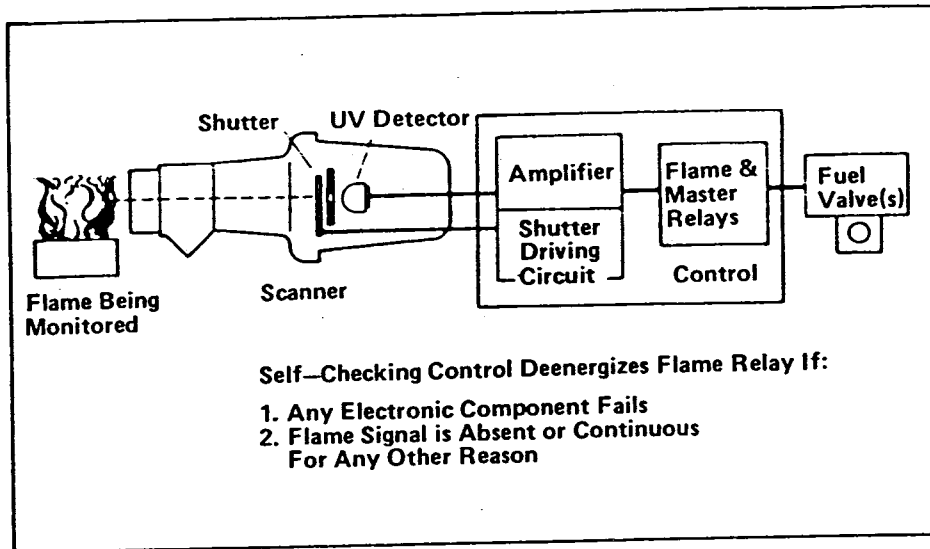 Shutter
UV Detector
Amplifier
Flame &
Master
Relays
Fuel
Valve(s)
Shutter
Driving
Circuit
Control
Scanner
Flame Being
Monitored
Self—Checking Control Deenergizes Flame Relay If:
1. Any Electronic Component Fails
2. Flame Signal is Absent or Continuous
For Any Other Reason